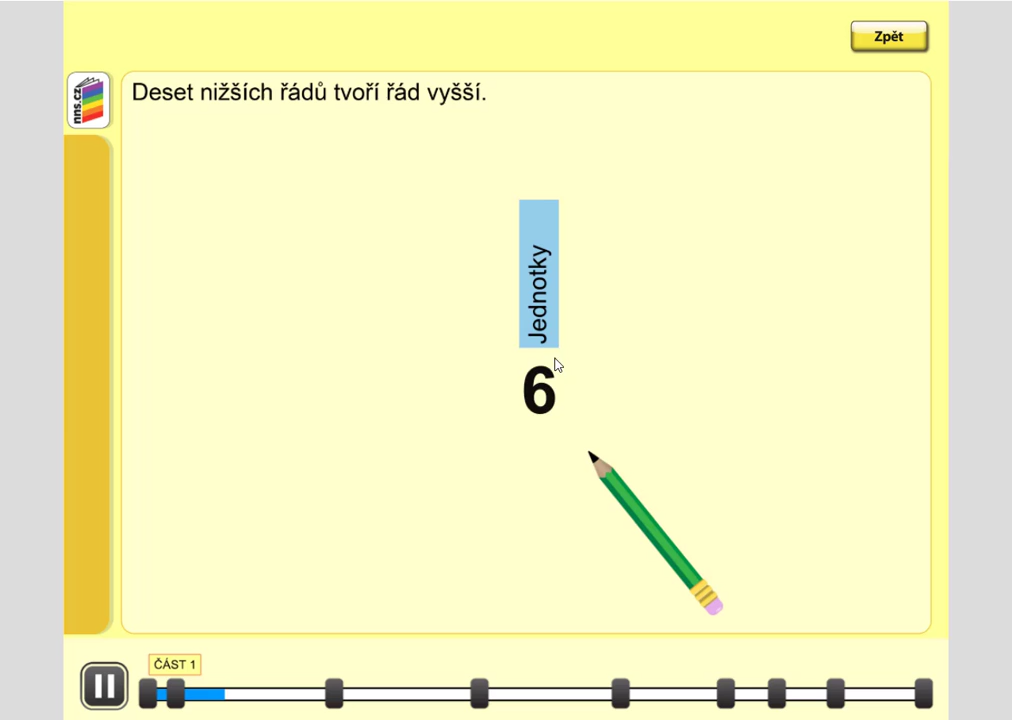 Zpět
nns.cz
Deset nižších řádů tvoří řád vyšší.
Jednotky
6
ČÁST 1